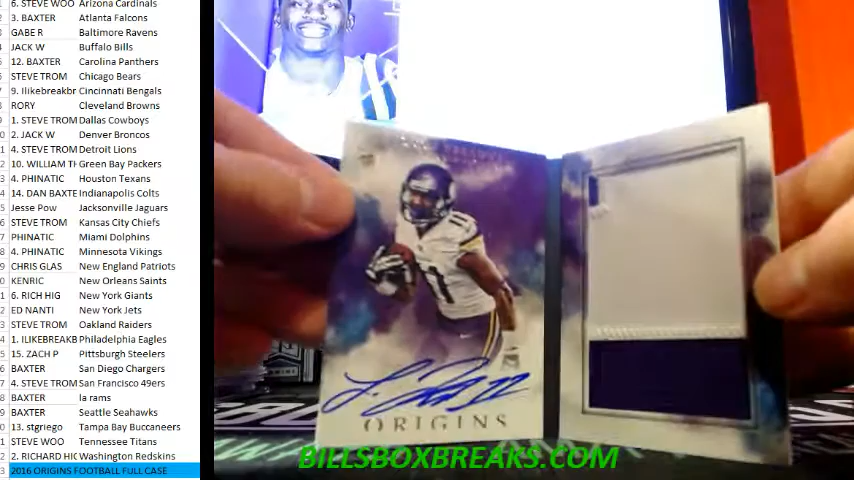 6. STEVE WOO Arizona Cardinals
3. BAXTER Atlanta Falcons
GABE R Baltimore Ravens
JACK W Buffalo Bills
12. BAXTER Carolina Panthers
STEVE TROM Chicago Bears
9. Ilikebreakbr Cincinnati Bengals
RORY Cleveland Browns
1. STEVE TROM Dallas Cowboys
2. JACK W Denver Broncos
4. STEVE TROM Detroit Lions
10. WILLIAM TH Green Bay Packers
4. PHINATIC Houston Texans
14. DAN BAXTE Indianapolis Colts
Jesse Pow Jacksonville Jaguars
STEVE TROM Kansas City Chiefs
PHINATIC Miami Dolphins
4. PHINATIC Minnesota Vikings
CHRIS GLAS New England Patriots
KENRIC New Orleans Saints
6. RICH HIG New York Giants
ED NANTI New York Jets
STEVE TROM Oakland Raiders
1. ILIKEBREAKB Philadelphia Eagles
15. ZACH P Pittsburgh Steelers
BAXTER San Diego Chargers
4. STEVE TROM San Francisco 49ers
BAXTER la rams
BAXTER Seattle Seahawks
13. stgriego Tampa Bay Buccaneers
STEVE WOO Tennessee Titans
2. RICHARD HIG Washington Redskins
2016 ORIGINS FOOTBALL FULL CASE
11
ORIGINS
BILLSBOXBREAKS.COM